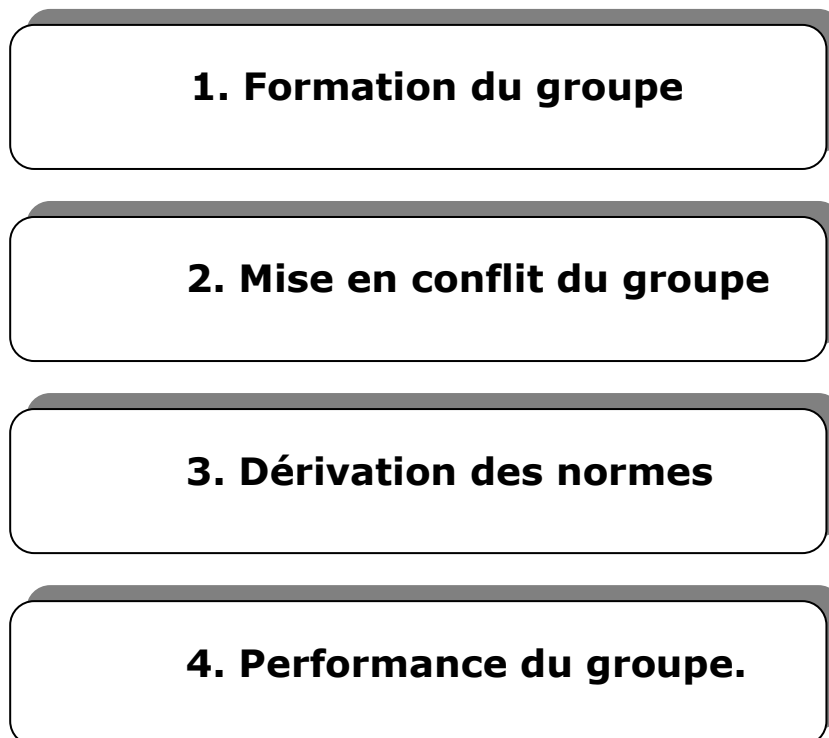 1. Formation du groupe
2. Mise en conflit du groupe
3. Dérivation des normes
4. Performance du groupe.